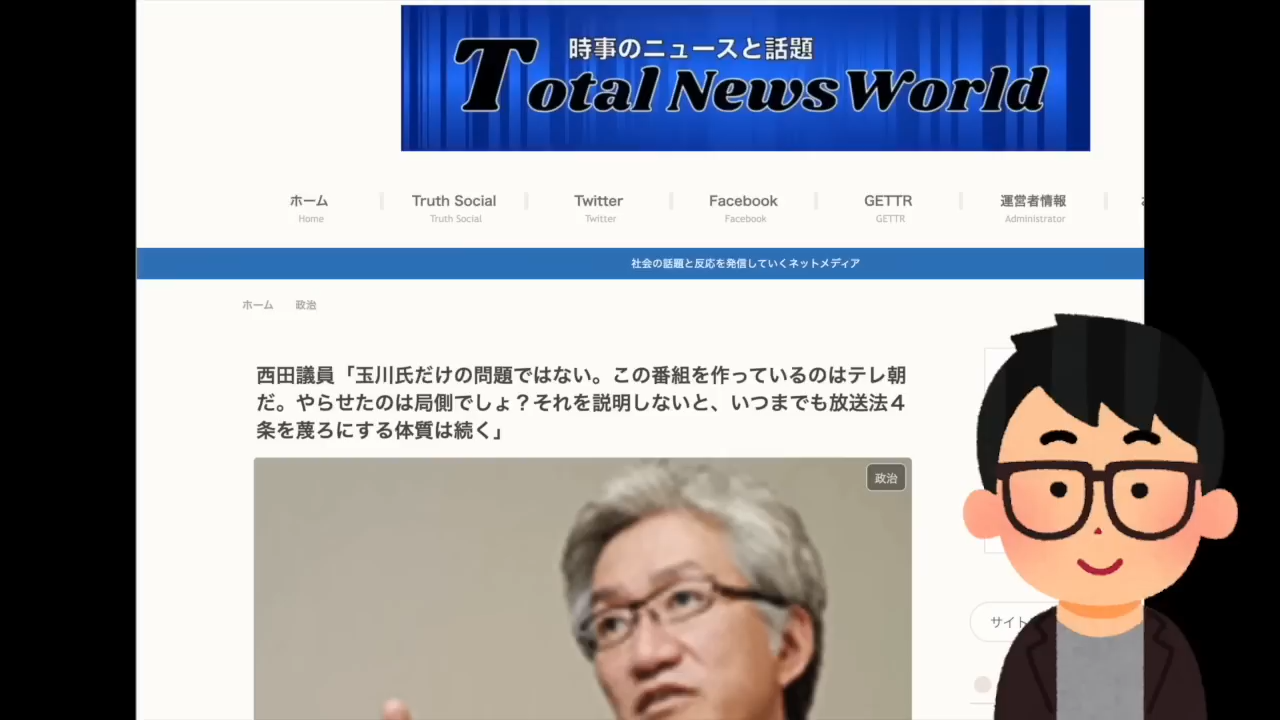 時事のニュースと話題
Total News World
ホーム
Home
Truth Social
Truth Social
Twitter
Twitter
Facebook
Facebook
GETTR
GETTR
運営者情報
Administrator
社会の話題と反応を発信していくネットメディア
ホーム 政治
西田議員「玉川氏だけの問題ではない。この番組を作っているのはテレ朝
だ。やらせたのは局側でしょ？それを説明しないと、いつまでも放送法４
条を蔑ろにする体質は続く」
政治
サイト